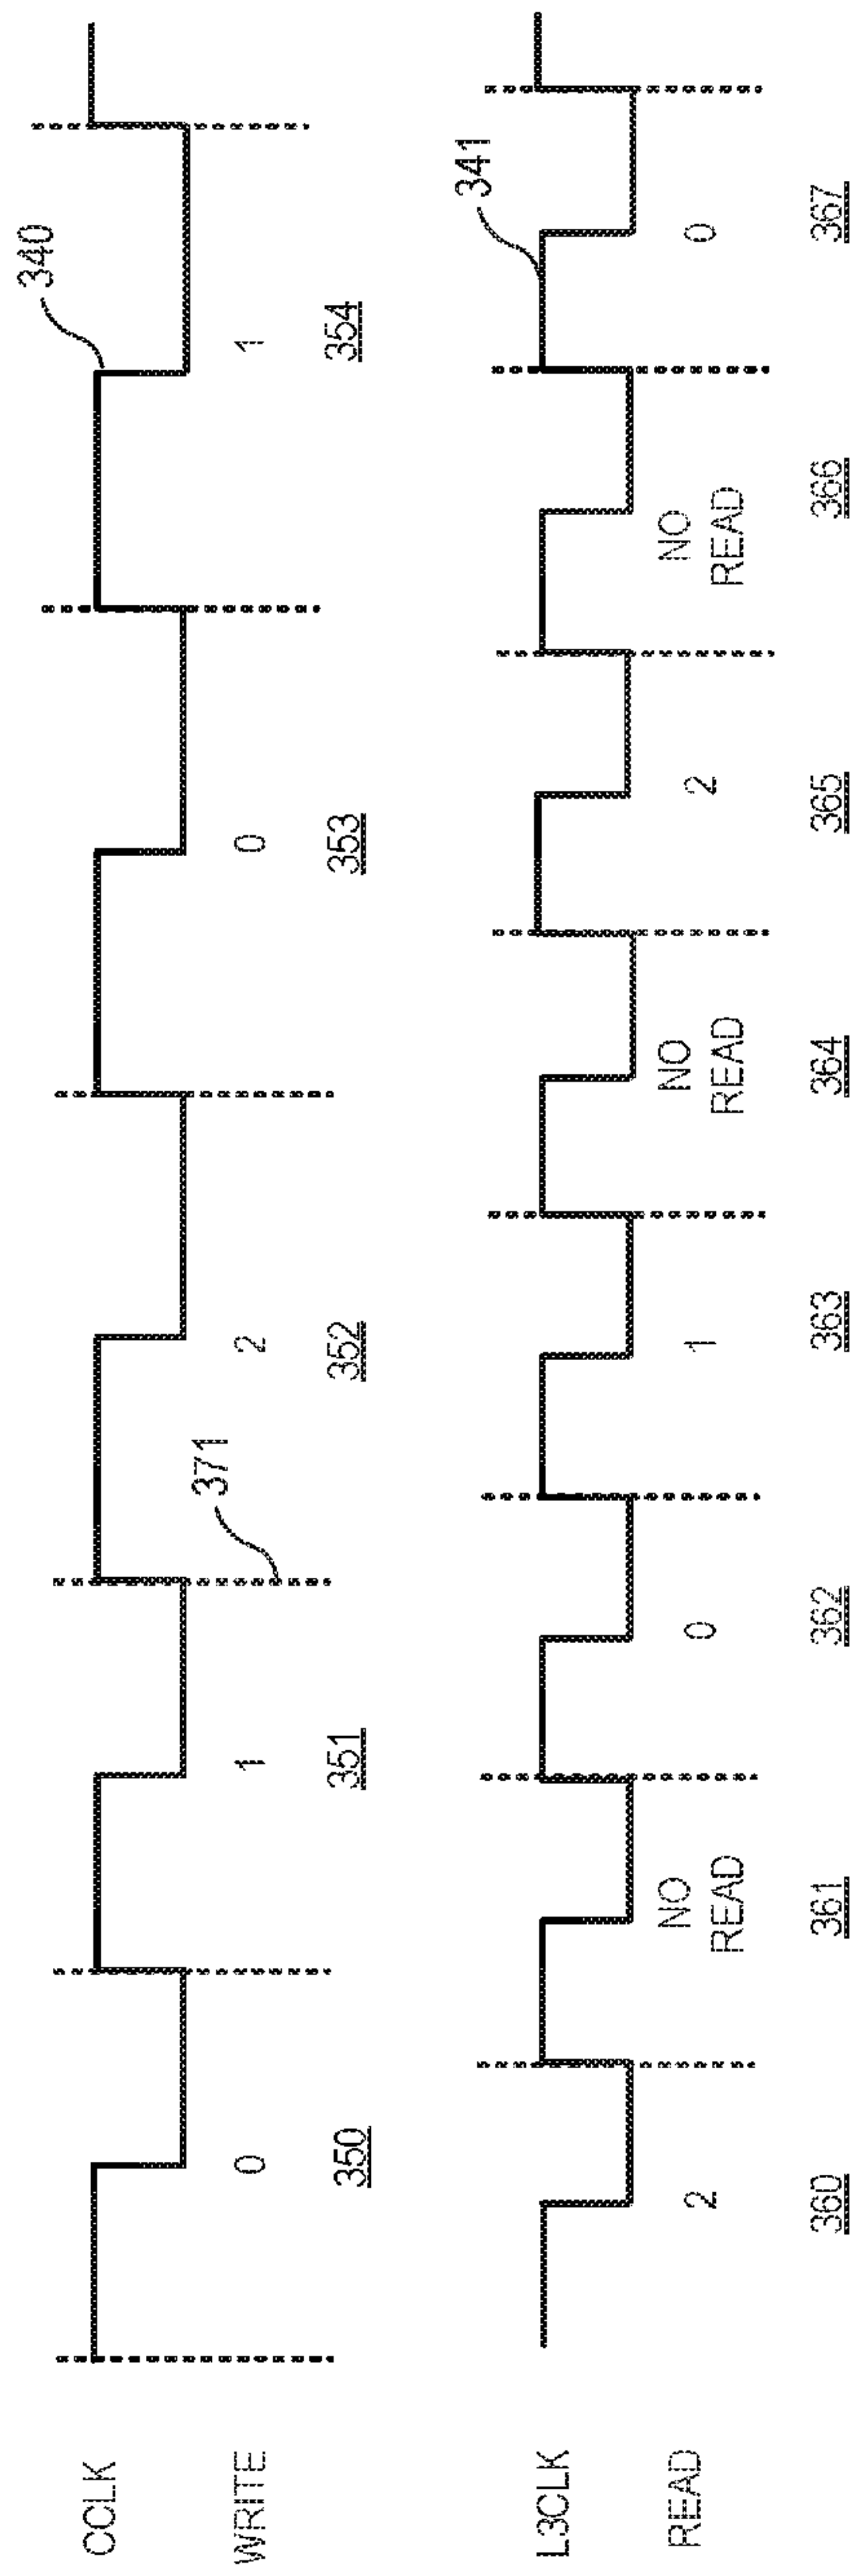 340
CCLK
WRITE 0 1 2 0 1
371
350 351 352 353 354
341
L3CLK
READ 2 NO READ 0 1 NO READ 2 NO READ 0
360 361 362 363 364 365 366 367